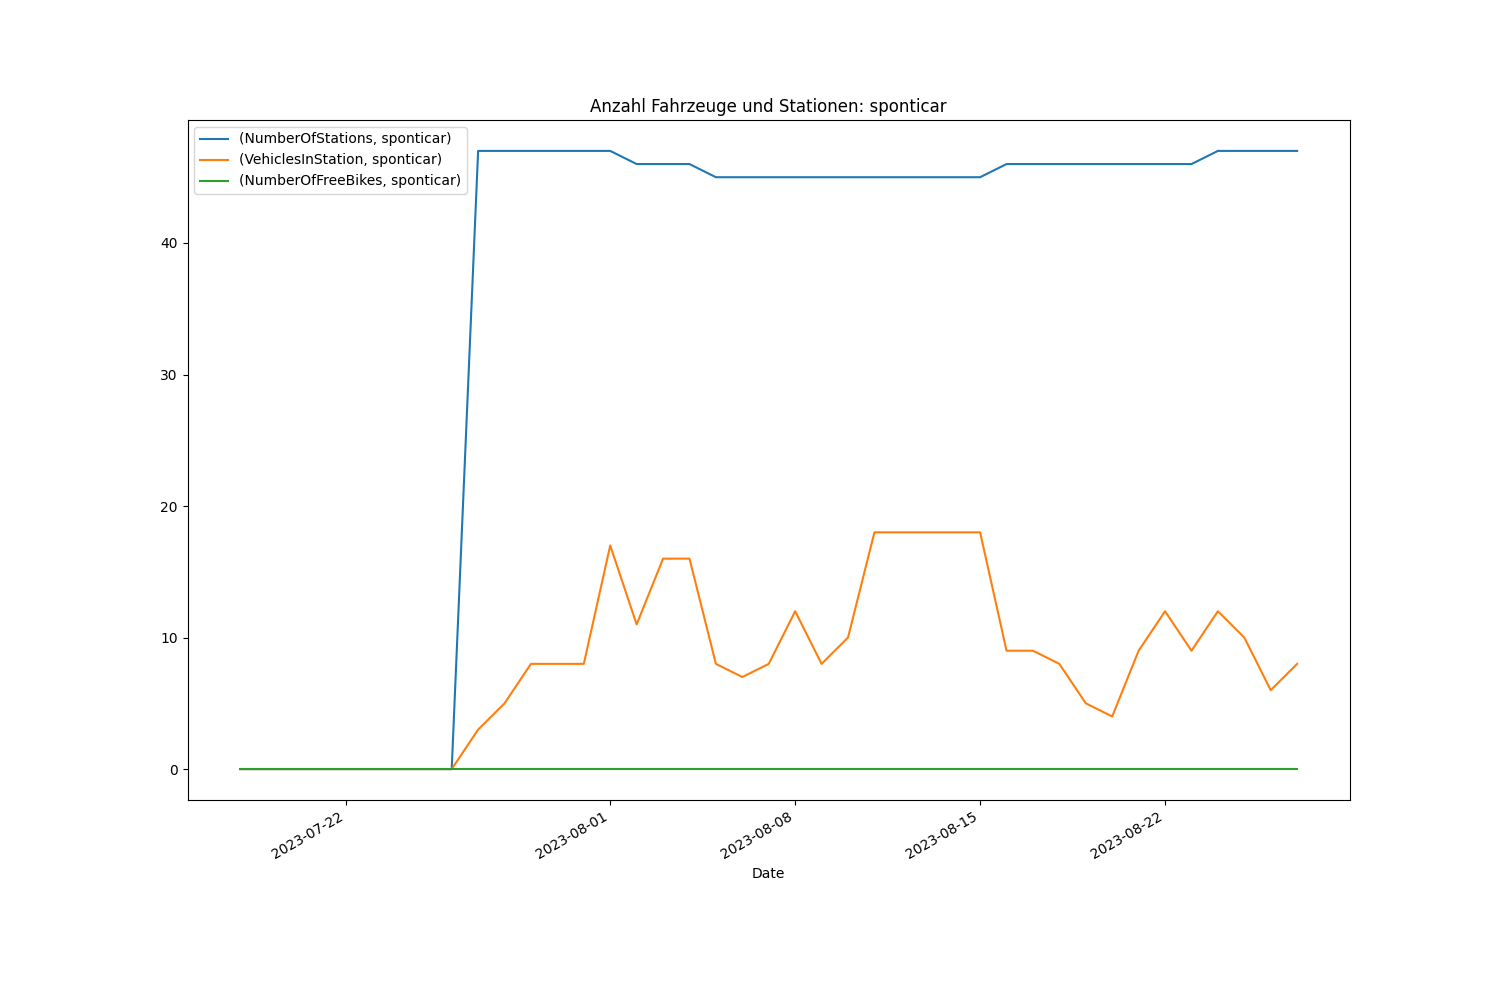 Anzahl Fahrzeuge und Stationen: sponticar
(NumberOfStations, sponticar)
(VehiclesInStation, sponticar)
(NumberOfFreeBikes, sponticar)
40
30
20
10
0
2023-07-22
2023-08-01
2023-08-08
2023-08-15
2023-08-22
Date